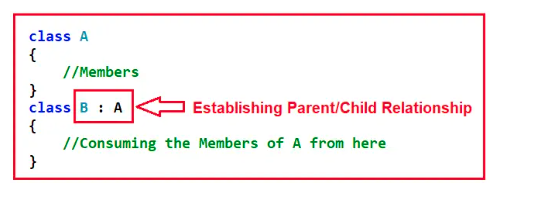 class A
{
//Members
}
class B : A Establishing Parent/Child Relationship
{
//Consuming the Members of A from here
}